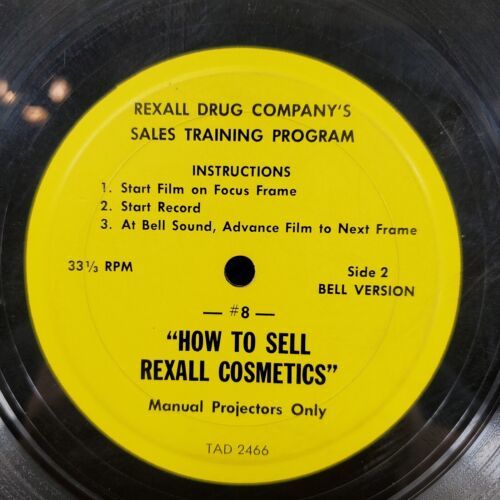 REXALL DRUG COMPANY'S
SALES TRAINING PROGRAM
INSTRUCTIONS
1. Start Film on Focus Frame
2. Start Record
3. At Bell Sound, Advance Film to Next Frame
33 1/3 RPM
Side 2
BELL VERSION
— #8 —
"HOW TO SELL
REXALL COSMETICS"
Manual Projectors Only
TAD 2466